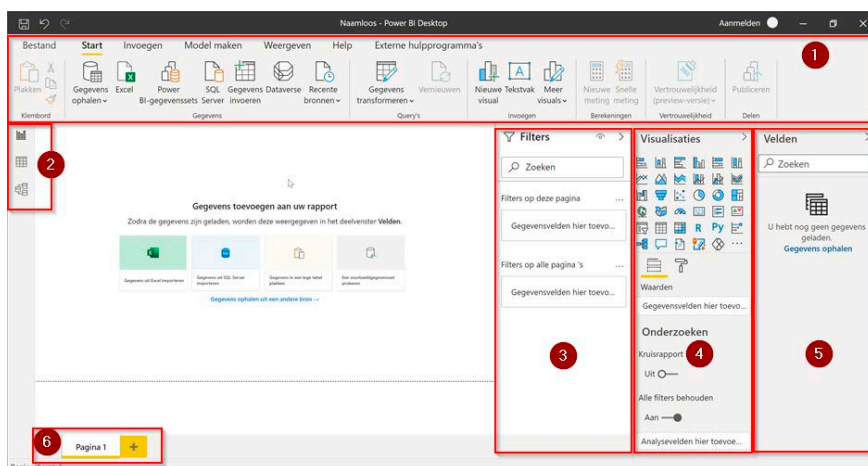 Naamloos - Power BI Desktop
Aanmelden
Bestand Start Invoegen Model maken Weergeven Help Externe hulpprogramma's
1
Plakken
Gegevens ophalen
Excel
Power BI-gegevenssets
SQL Server
Gegevens invoeren
Dataverse
Recente bronnen
Gegevens transformeren
Vernieuwen
Nieuwe visual
Tekstvak
Meer visuals
Nieuwe meting
Snelle meting
Vertrouwelijkheid (preview-versie)
Publiceren
Klembord
Gegevens
Query's
Invoegen
Berekeningen
Vertrouwelijkheid
Delen
2
Gegevens toevoegen aan uw rapport
Zodra de gegevens zijn geladen, worden deze weergegeven in het deelvenster Velden.
Gegevens uit Excel importeren
Gegevens uit SQL Server importeren
Gegevens in een lege tabel plakken
Een voorbeeldgegevensset proberen
Gegevens ophalen uit een andere bron →
Filters
Zoeken
Filters op deze pagina ...
Gegevensvelden hier toevo...
Filters op alle pagina 's ...
Gegevensvelden hier toevo...
3
Visualisaties
R Py
...
Waarden
Gegevensvelden hier toevo...
Onderzoeken
Kruisrapport
4
Uit
Alle filters behouden
Aan
Analysevelden hier toevoe...
Velden
Zoeken
U hebt nog geen gegevens
geladen.
Gegevens ophalen
5
6
Pagina 1 +